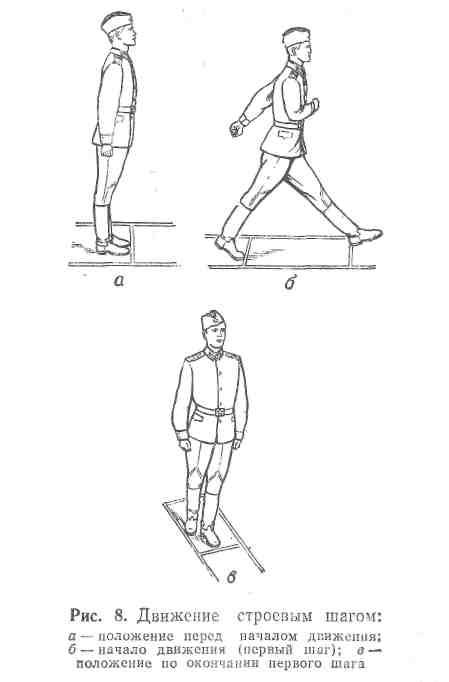 а
б
в
Рис. 8. Движение строевым шагом:
а — положение перед началом движения;
б — начало движения (первый шаг); в —
положение по окончании первого шага